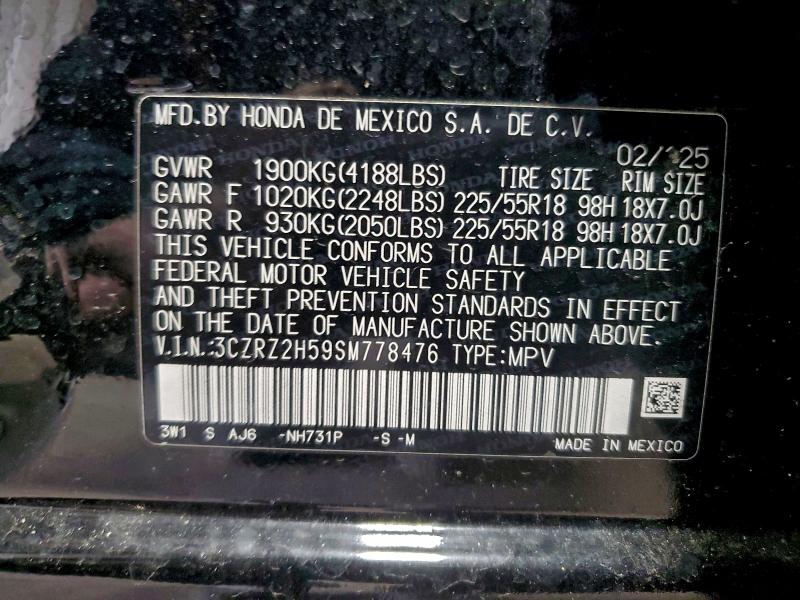 MFD.BY HONDA DE MEXICO S.A. DE C.V.
02/25
GVWR 1900KG(4188LBS) TIRE SIZE RIM SIZE
GAWR F 1020KG(2248LBS) 225/55R18 98H 18X7.0J
GAWR R 930KG(2050LBS) 225/55R18 98H 18X7.0J
THIS VEHICLE CONFORMS TO ALL APPLICABLE
FEDERAL MOTOR VEHICLE SAFETY
AND THEFT PREVENTION STANDARDS IN EFFECT
ON THE DATE OF MANUFACTURE SHOWN ABOVE.
V.I.N.:3CZRZ2H59SM778476 TYPE:MPV
3W1 S AJ6 -NH731P -S -M
MADE IN MEXICO